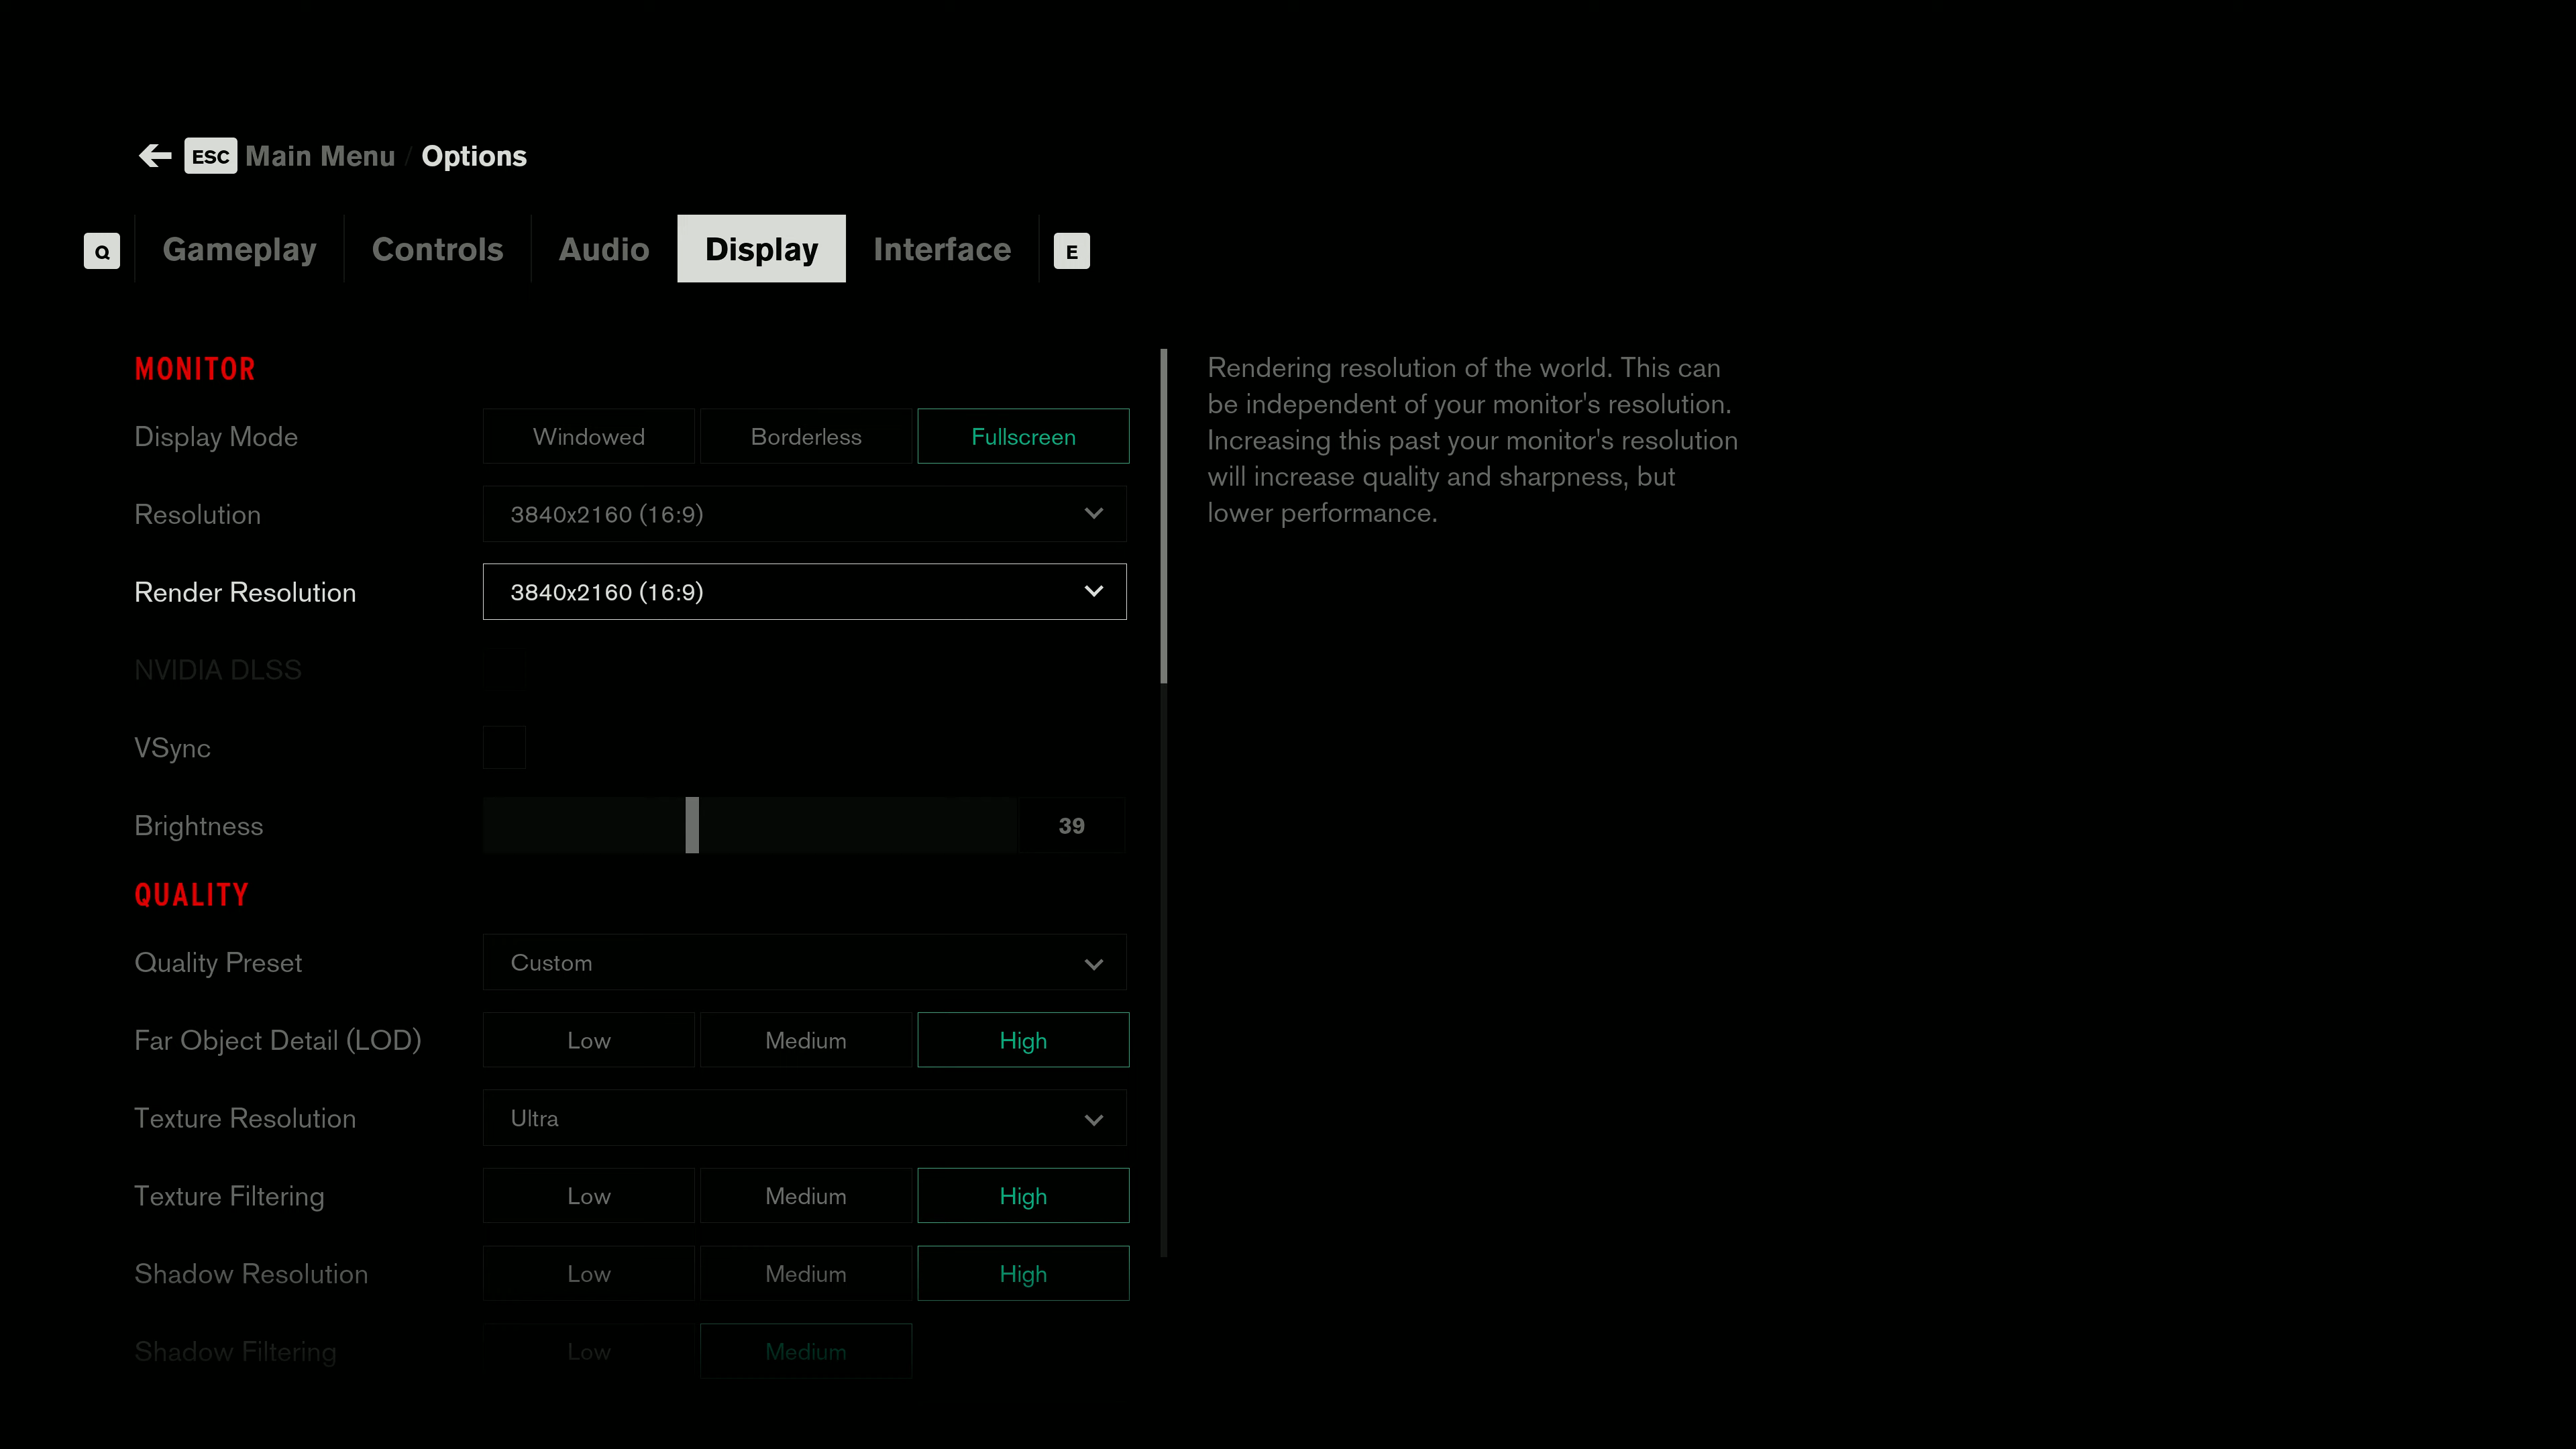 ESC Main Menu / Options
Q Gameplay Controls Audio Display Interface E
MONITOR
Display Mode Windowed Borderless Fullscreen
Resolution 3840x2160 (16:9)
Render Resolution 3840x2160 (16:9)
NVIDIA DLSS
VSync
Brightness 39
QUALITY
Quality Preset Custom
Far Object Detail (LOD) Low Medium High
Texture Resolution Ultra
Texture Filtering Low Medium High
Shadow Resolution Low Medium High
Shadow Filtering Low Medium
Rendering resolution of the world. This can
be independent of your monitor's resolution.
Increasing this past your monitor's resolution
will increase quality and sharpness, but
lower performance.